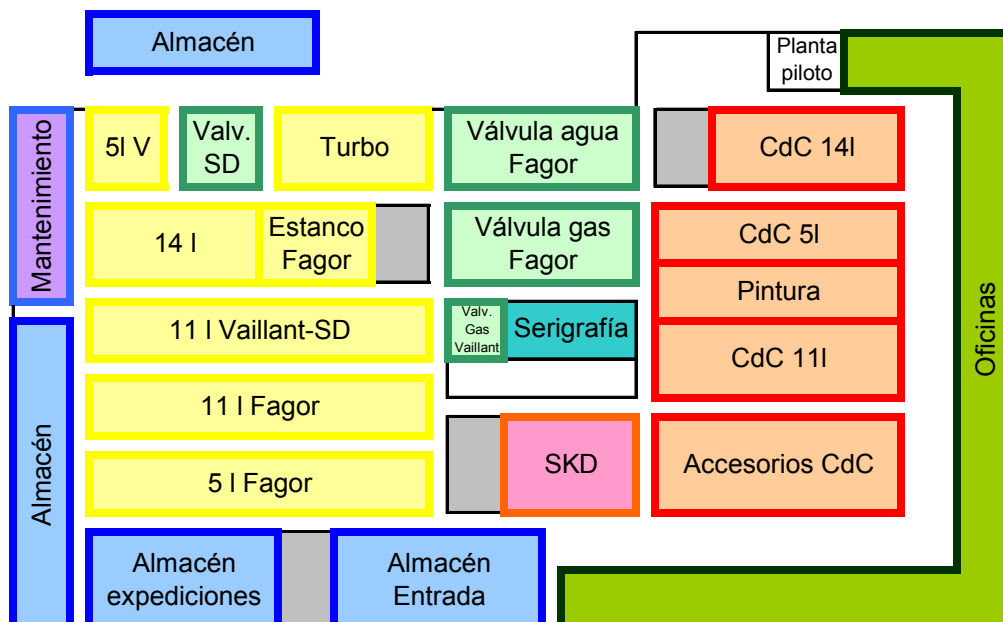 Almacén
Planta
piloto
Mantenimiento
5l V
Valv.
SD
Turbo
Válvula agua
Fagor
CdC 14l
14 l
Estanco
Fagor
Válvula gas
Fagor
CdC 5l
Pintura
Oficinas
11 l Vaillant-SD
Valv.
Gas
Vaillant
Serigrafía
CdC 11l
11 l Fagor
Almacén
5 l Fagor
SKD
Accesorios CdC
Almacén
expediciones
Almacén
Entrada